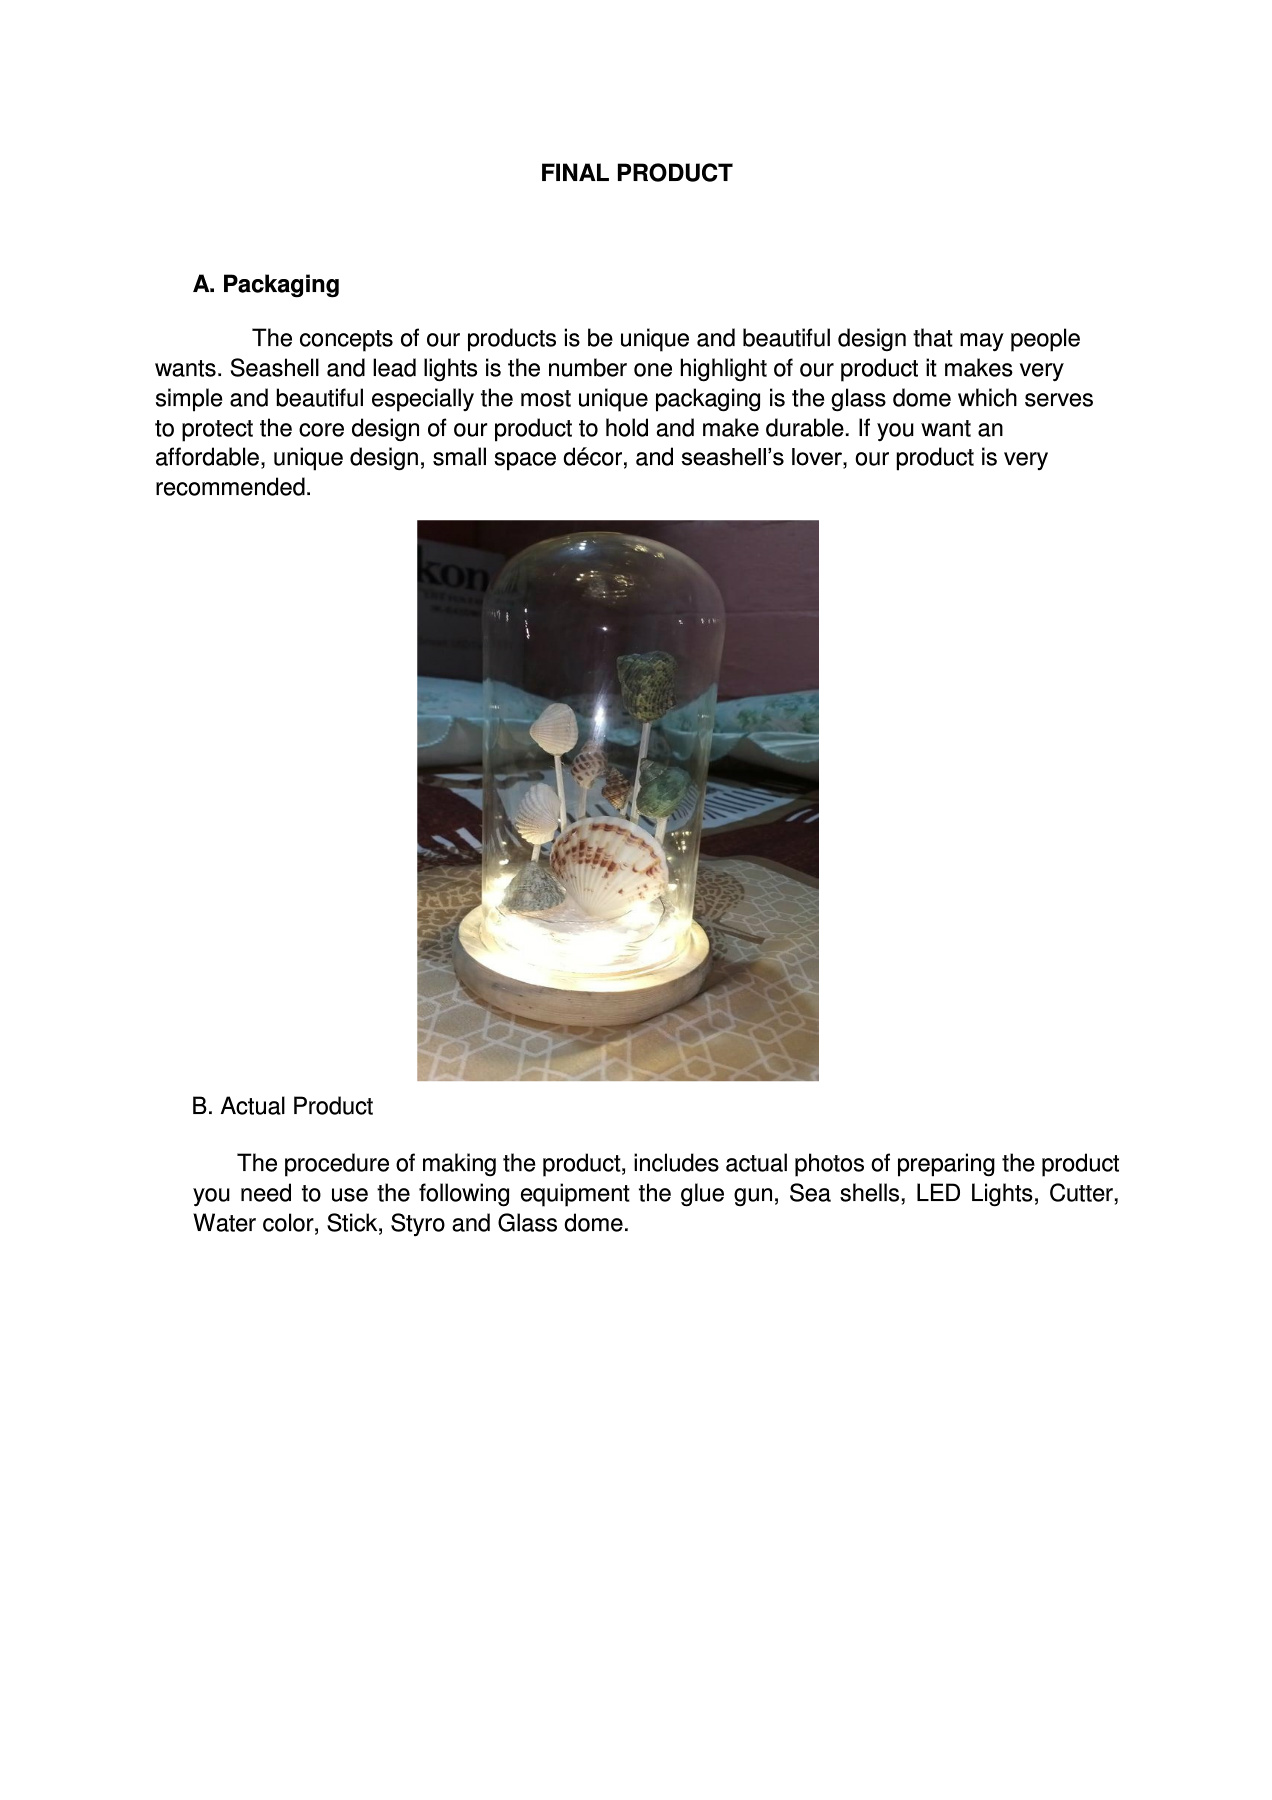 FINAL PRODUCT
A. Packaging
The concepts of our products is be unique and beautiful design that may people
wants. Seashell and lead lights is the number one highlight of our product it makes very
simple and beautiful especially the most unique packaging is the glass dome which serves
to protect the core design of our product to hold and make durable. If you want an
affordable, unique design, small space décor, and seashell’s lover, our product is very
recommended.
kon
B. Actual Product
The procedure of making the product, includes actual photos of preparing the product
you need to use the following equipment the glue gun, Sea shells, LED Lights, Cutter,
Water color, Stick, Styro and Glass dome.